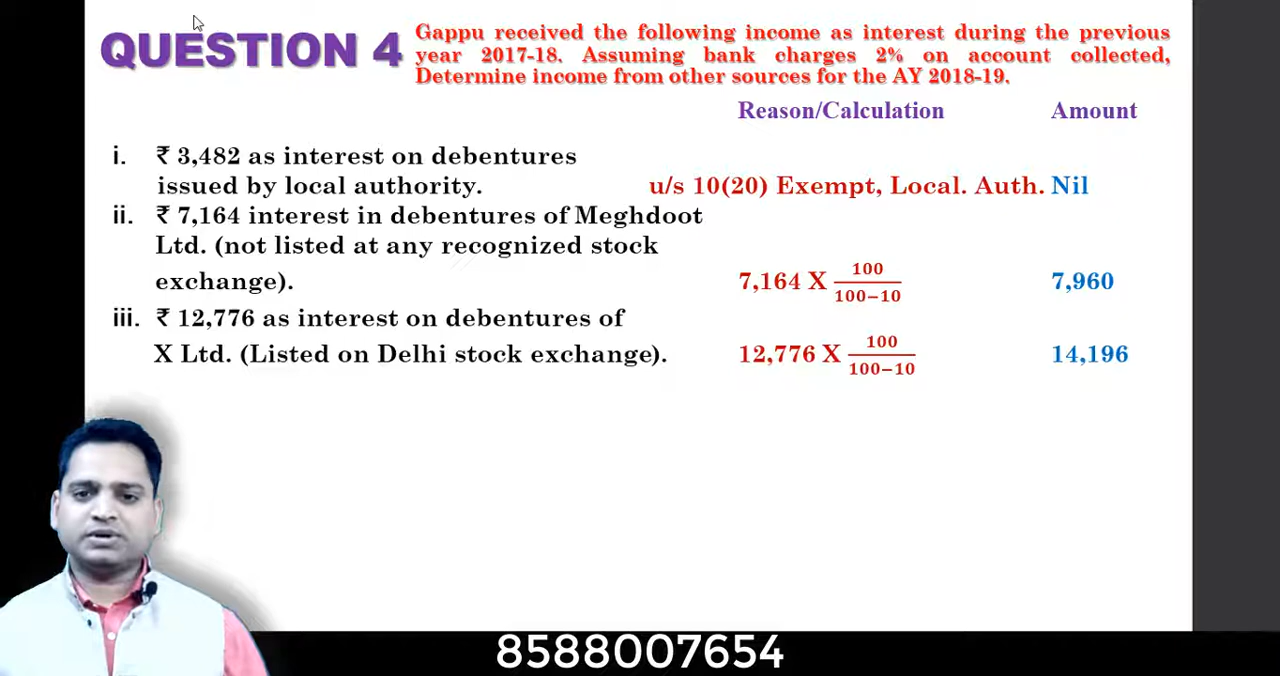 QUESTION 4
Gappu received the following income as interest during the previous
year 2017-18. Assuming bank charges 2% on account collected,
Determine income from other sources for the AY 2018-19.
Reason/Calculation Amount
i. ₹ 3,482 as interest on debentures
issued by local authority. u/s 10(20) Exempt, Local. Auth. Nil
ii. ₹ 7,164 interest in debentures of Meghdoot
Ltd. (not listed at any recognized stock
exchange). 7,164 X 100/100−10 7,960
iii. ₹ 12,776 as interest on debentures of
X Ltd. (Listed on Delhi stock exchange). 12,776 X 100/100−10 14,196
8588007654